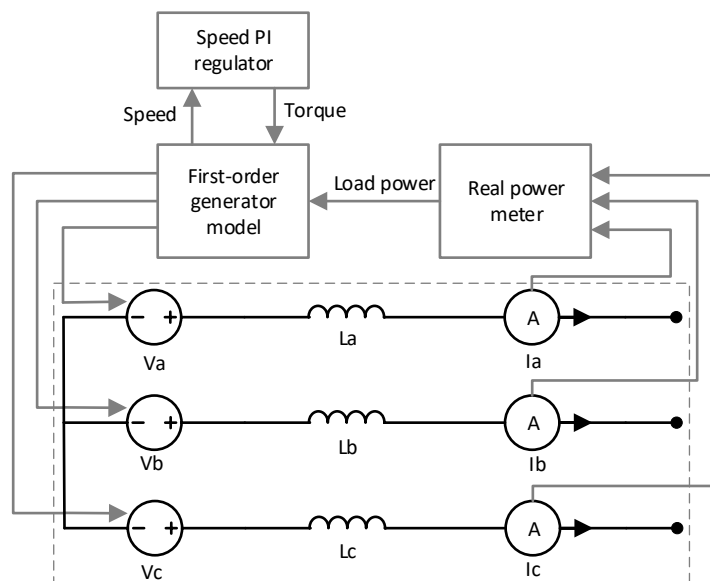 Speed PI
regulator
Speed
Torque
First-order
generator
model
Load power
Real power
meter
A
Va
La
Ia
A
Vb
Lb
Ib
A
Vc
Lc
Ic